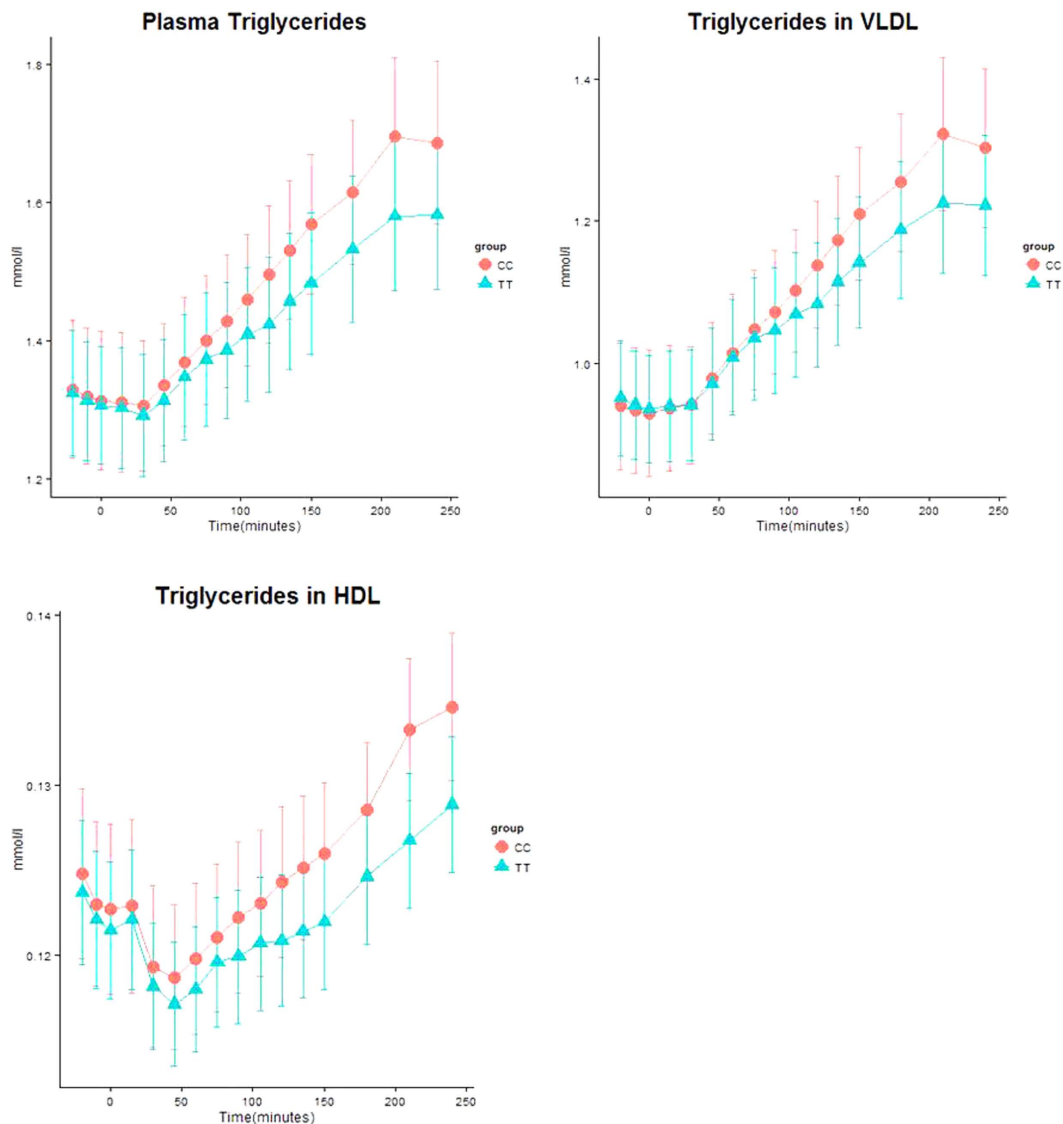 Plasma Triglycerides
1.8
1.6
1.4
1.2
mmol/l
0 50 100 150 200 250
Time(minutes)
group
CC
TT
Triglycerides in VLDL
1.4
1.2
1.0
mmol/l
0 50 100 150 200 250
Time(minutes)
group
CC
TT
Triglycerides in HDL
0.14
0.13
0.12
mmol/l
0 50 100 150 200 250
Time(minutes)
group
CC
TT